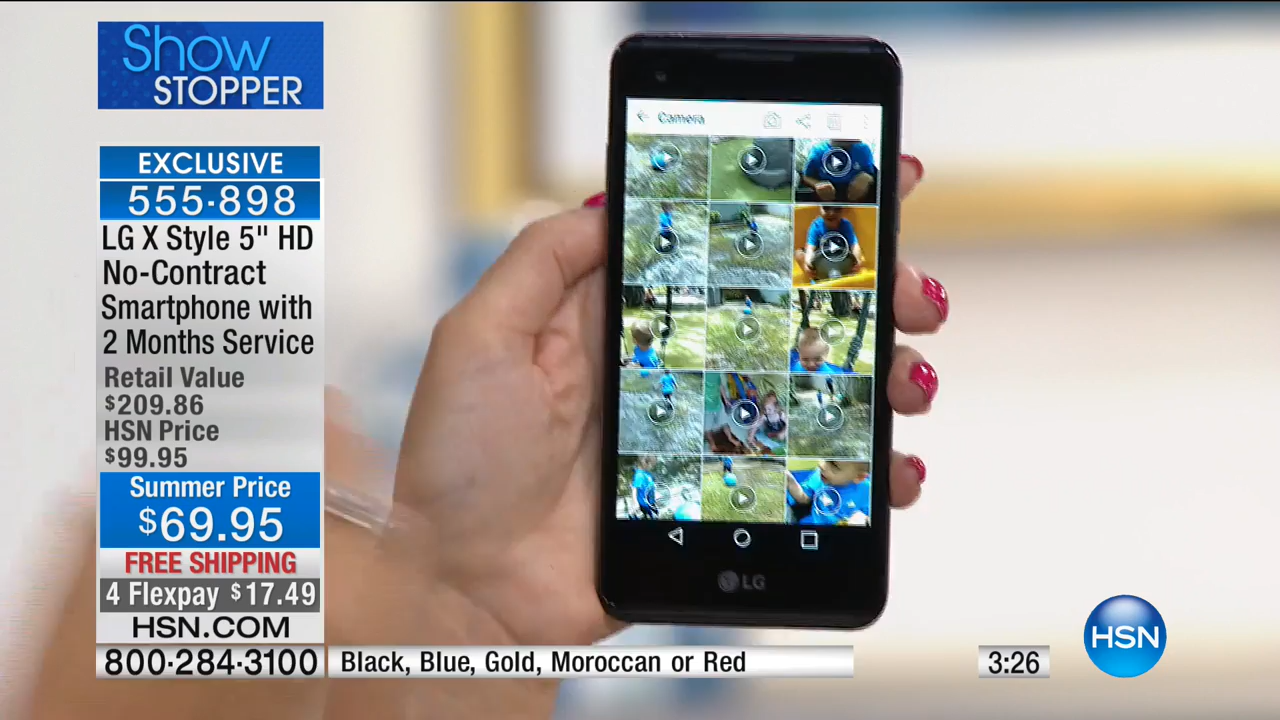 Show
STOPPER
EXCLUSIVE
555-898
LG X Style 5" HD
No-Contract
Smartphone with
2 Months Service
Retail Value
$209.86
HSN Price
$99.95
Summer Price
$69.95
FREE SHIPPING
4 Flexpay $17.49
HSN.COM
800-284-3100
Black, Blue, Gold, Moroccan or Red
3:26
HSN
Camera
LG